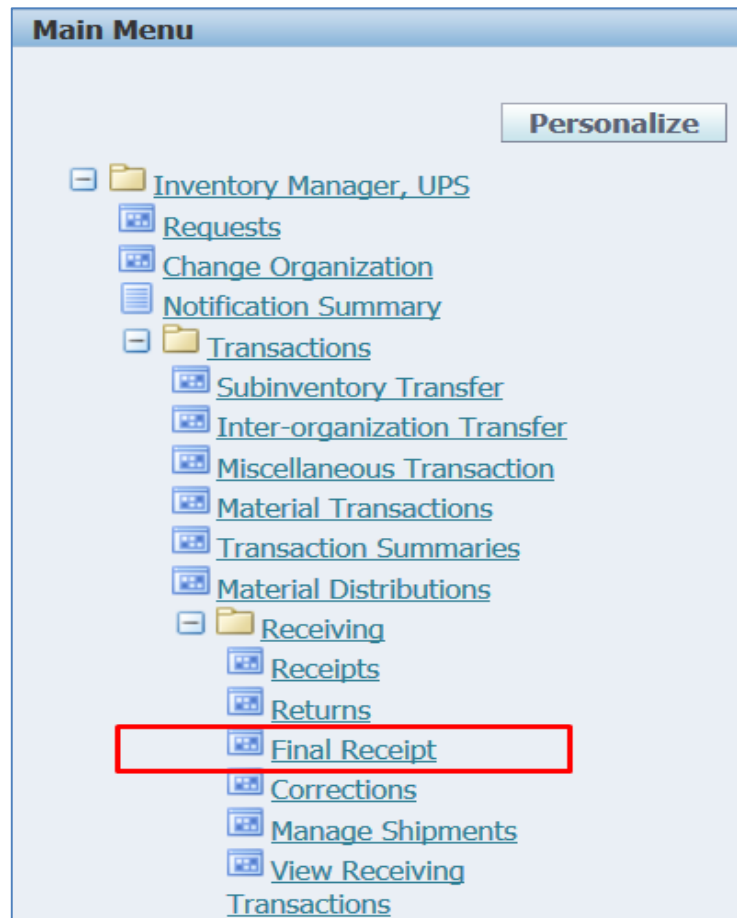 Main Menu
Personalize
Inventory Manager, UPS
Requests
Change Organization
Notification Summary
Transactions
Subinventory Transfer
Inter-organization Transfer
Miscellaneous Transaction
Material Transactions
Transaction Summaries
Material Distributions
Receiving
Receipts
Returns
Final Receipt
Corrections
Manage Shipments
View Receiving
Transactions